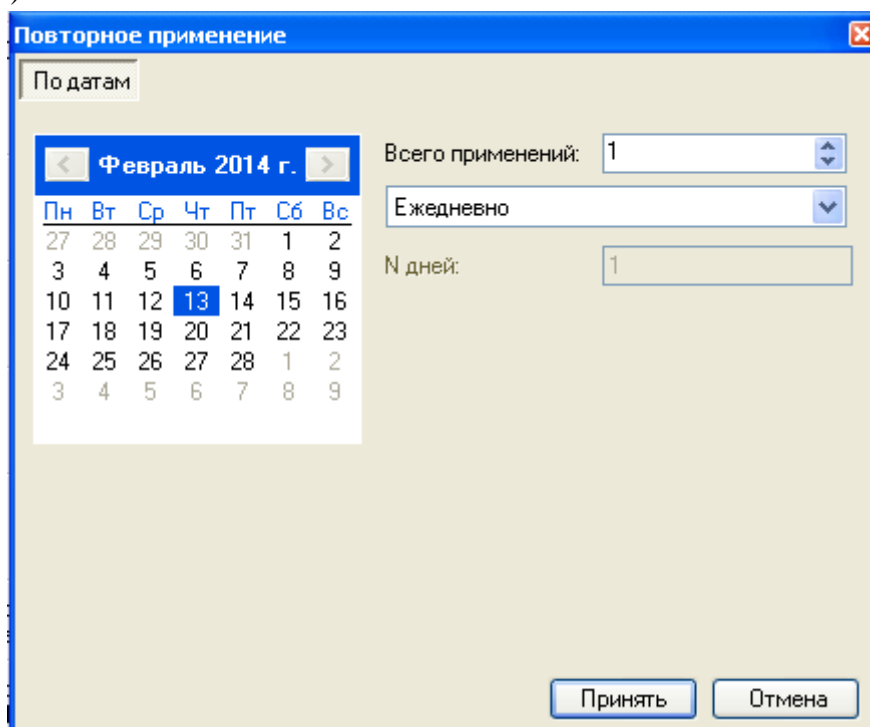 )
Повторное применение
По датам
< Февраль 2014 г. >
Пн Вт Ср Чт Пт Сб Вс
27 28 29 30 31 1 2
3 4 5 6 7 8 9
10 11 12 13 14 15 16
17 18 19 20 21 22 23
24 25 26 27 28 1 2
3 4 5 6 7 8 9
Всего применений: 1
Ежедневно
N дней: 1
Принять Отмена